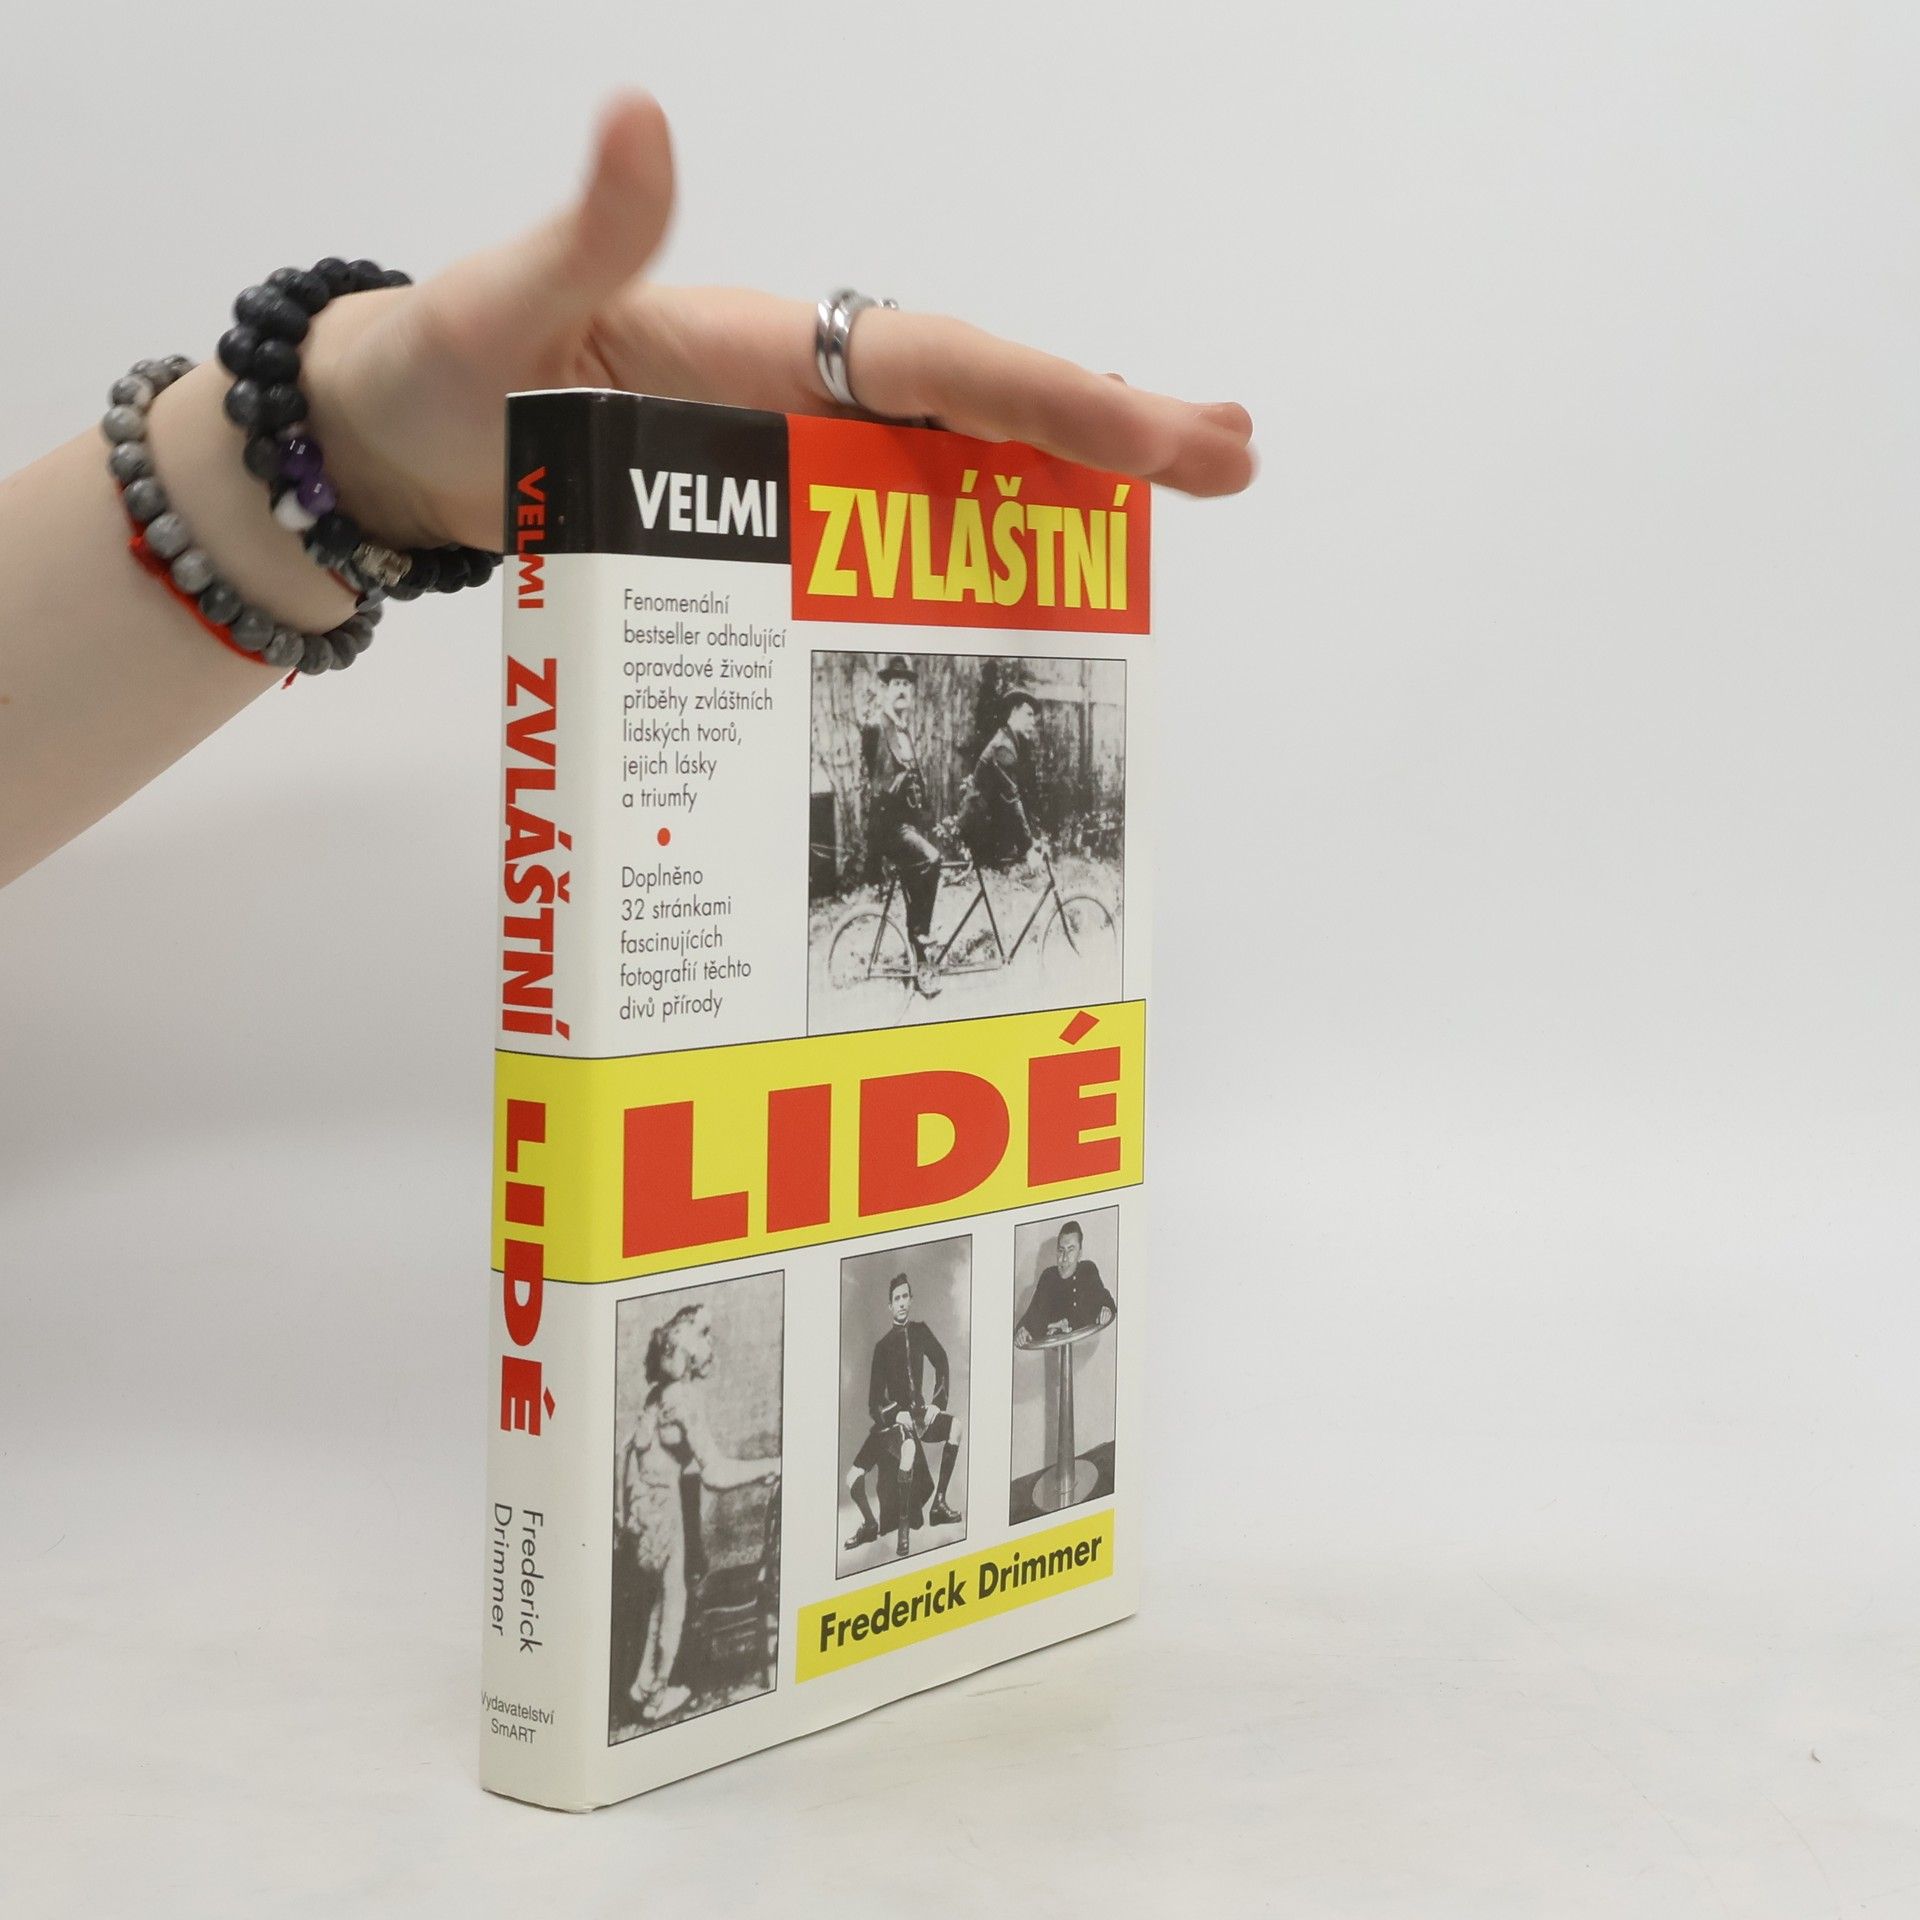 VELMI
ZVLÁŠTNÍ
Fenomenální
bestseller odhalující
opravdové životní
příběhy zvláštních
lidských tvorů,
jejich lásky
a triumfy
Doplněno
32 stránkami
fascinujících
fotografií těchto
divů přírody
LIDÉ
Frederick Drimmer
VELMI ZVLÁŠTNÍ LIDÉ
Frederick
Drimmer
Vydavatelství
SmART